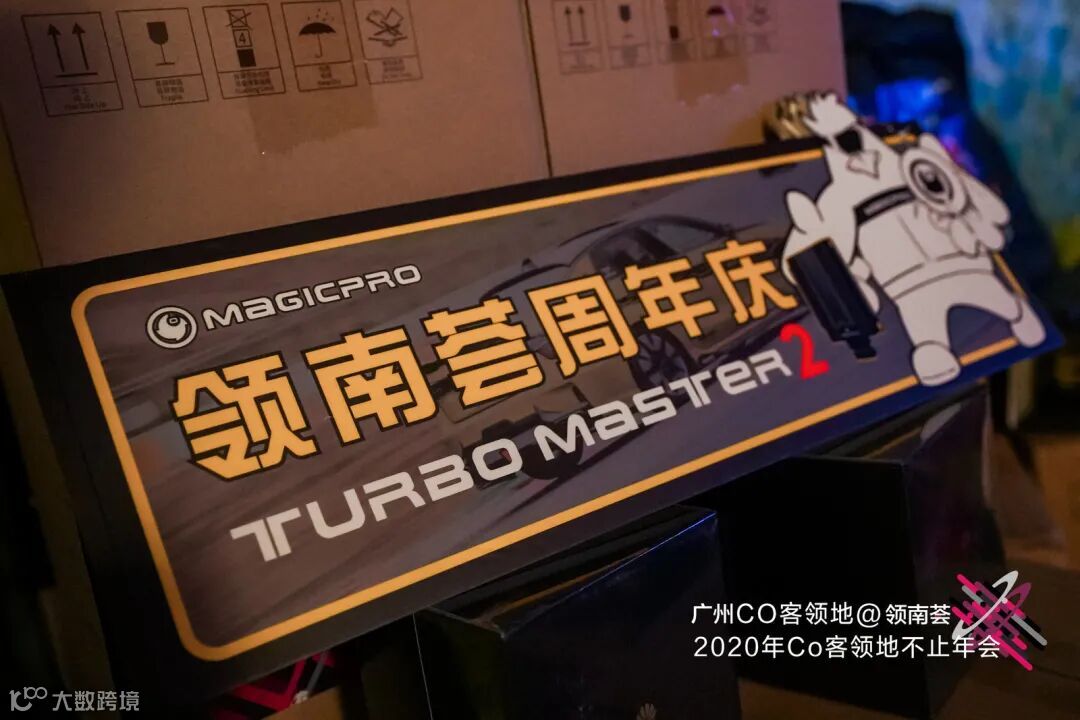 MAGICPRO
领南荟周年庆
TURBO MASTER 2
广州CO客领地@领南荟
2020年Co客领地不止年会
大数跨境